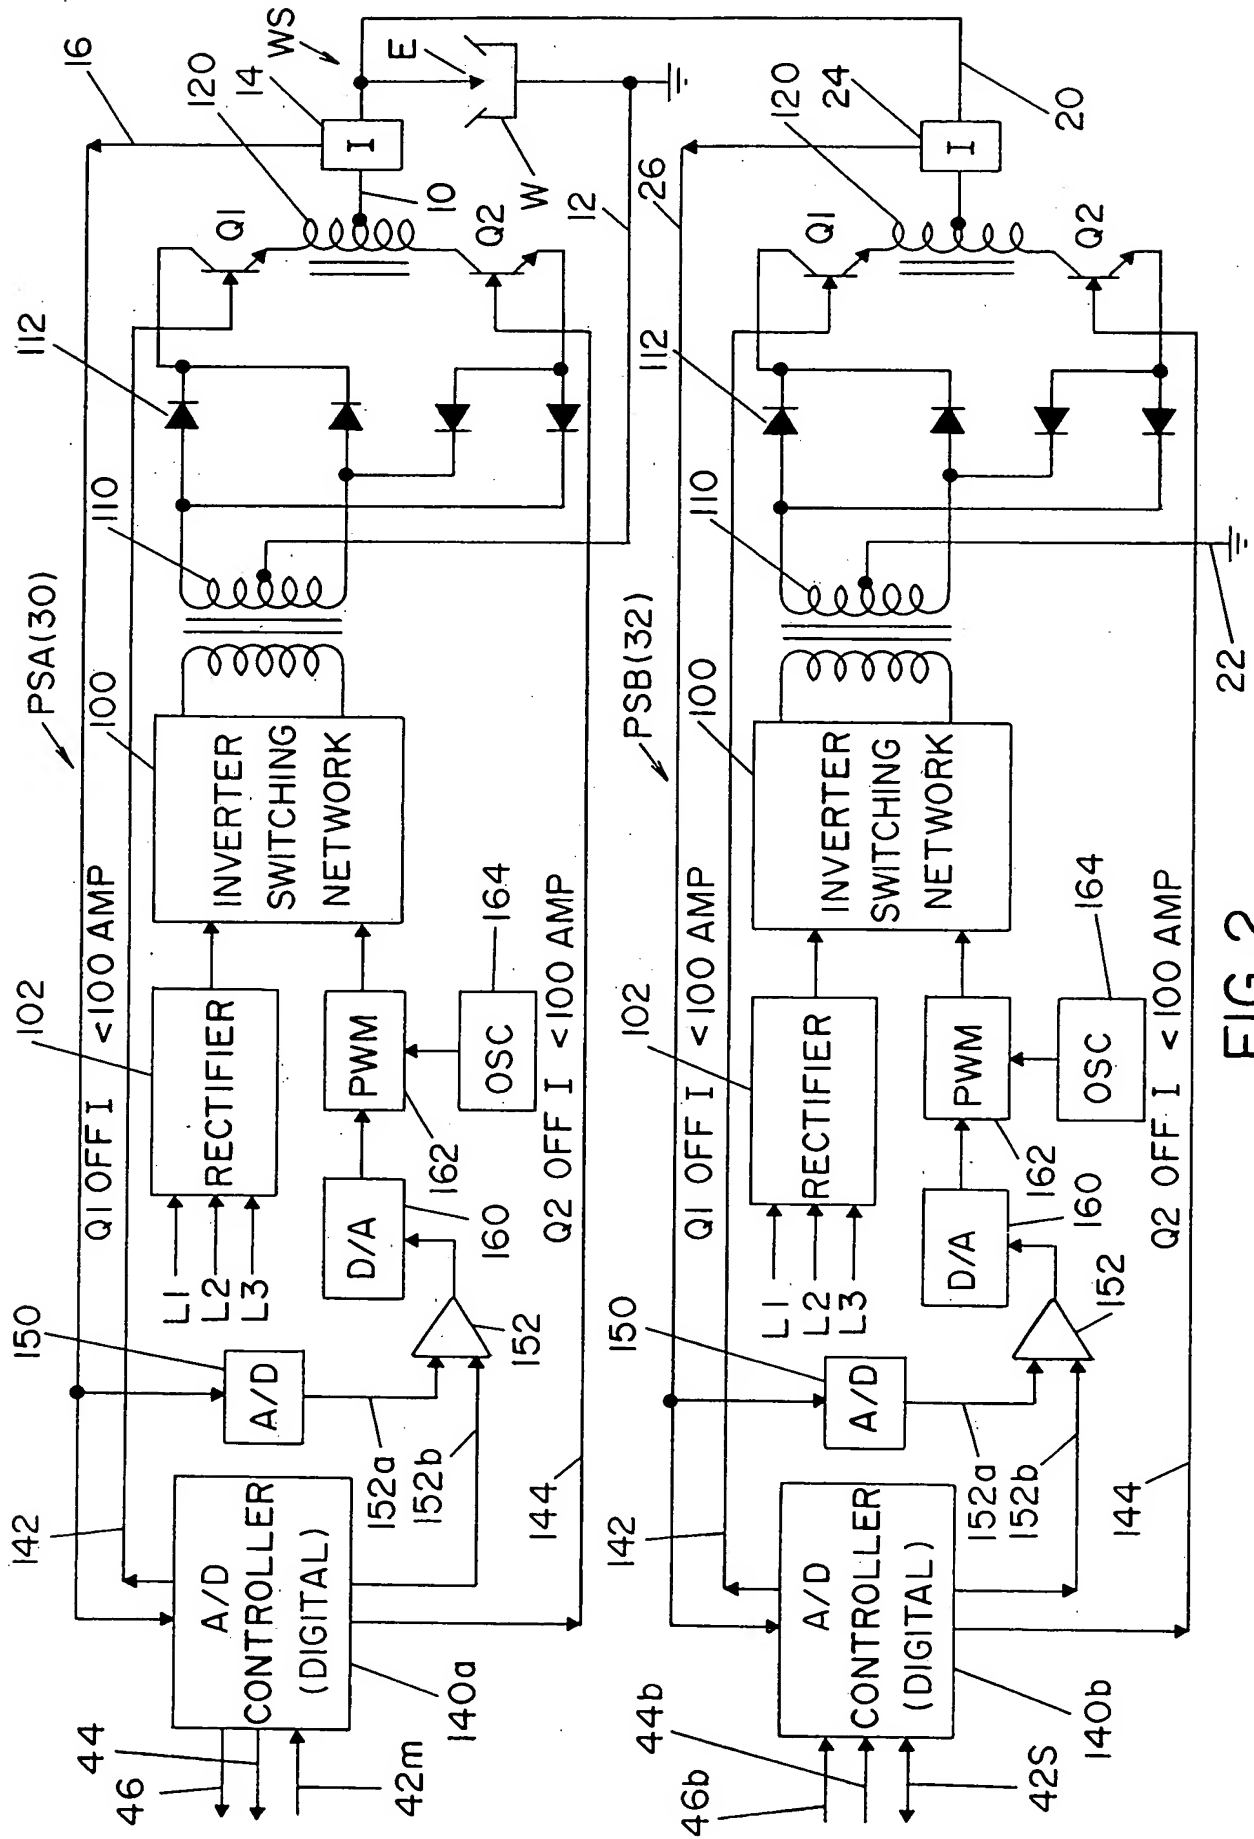 PSA(30)
16
WS
120
14
E
I
10
W
12
Q1
Q2
112
110
100
INVERTER
SWITCHING
NETWORK
Q1 OFF I <100 AMP
102
RECTIFIER
L1
L2
L3
PWM
162
OSC
164
D/A
160
Q2 OFF I <100 AMP
150
A/D
152
152a
152b
142
144
A/D
CONTROLLER
(DIGITAL)
140a
46
44
42m
PSB(32)
26
120
24
I
20
Q1
Q2
112
110
22
100
INVERTER
SWITCHING
NETWORK
Q1 OFF I <100 AMP
102
RECTIFIER
L1
L2
L3
PWM
162
OSC
164
D/A
160
Q2 OFF I <100 AMP
150
A/D
152
152a
152b
142
144
A/D
CONTROLLER
(DIGITAL)
140b
46b
44b
42S
FIG. 2